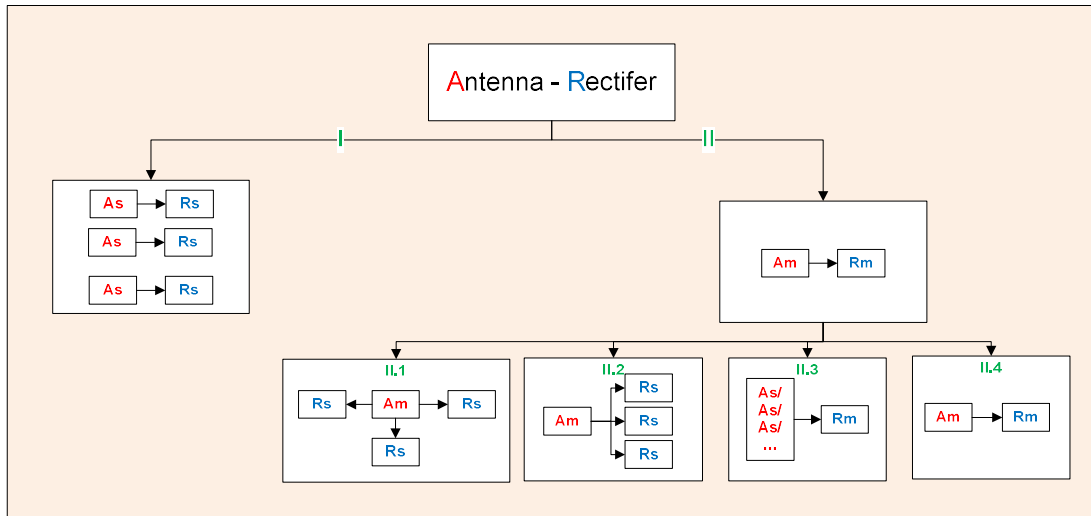 Antenna - Rectifer
I
II
As
Rs
As
Rs
As
Rs
Am
Rm
II.1
Rs
Am
Rs
Rs
II.2
Am
Rs
Rs
Rs
II.3
As/
As/
As/
...
Rm
II.4
Am
Rm